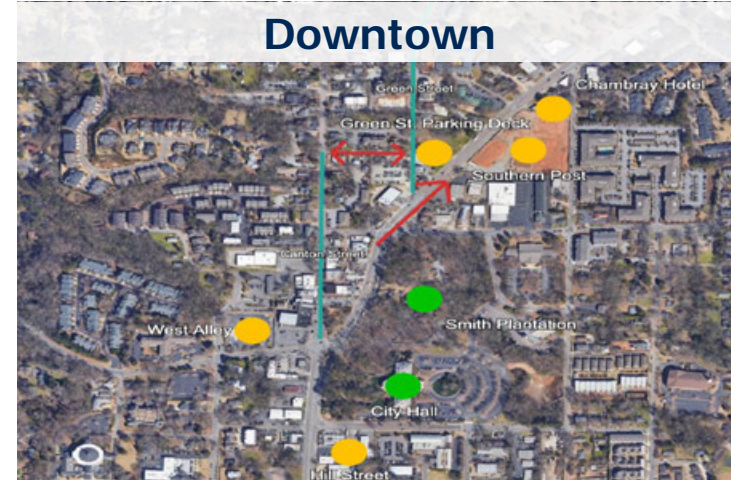 Downtown
Green Street
Chambray Hotel
Green St. Parking Deck
Southern Post
Canton Street
West Alley
Smith Plantation
City Hall
Hill Street